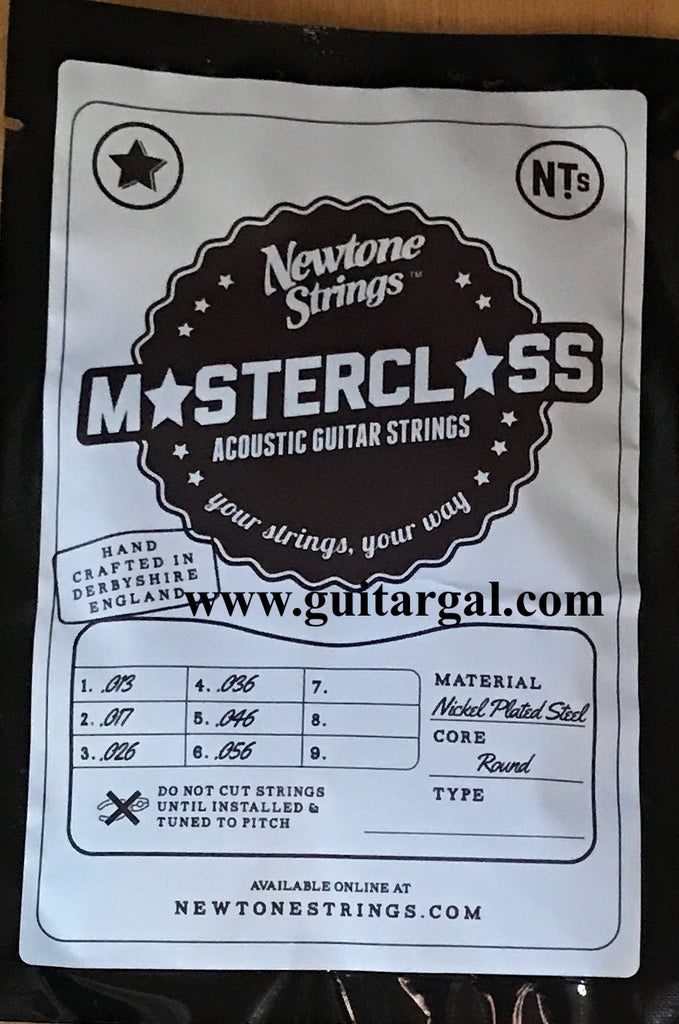 NTs
Newtone
Strings™
MASTERCLASS
ACOUSTIC GUITAR STRINGS
your strings, your way
HAND
CRAFTED IN
DERBYSHIRE
ENGLAND
www.guitargal.com
1. .013 4. .036 7.
2. .017 5. .046 8.
3. .026 6. .056 9.
MATERIAL
Nickel Plated Steel
CORE
Round
TYPE
DO NOT CUT STRINGS
UNTIL INSTALLED &
TUNED TO PITCH
AVAILABLE ONLINE AT
NEWTONESTRINGS.COM